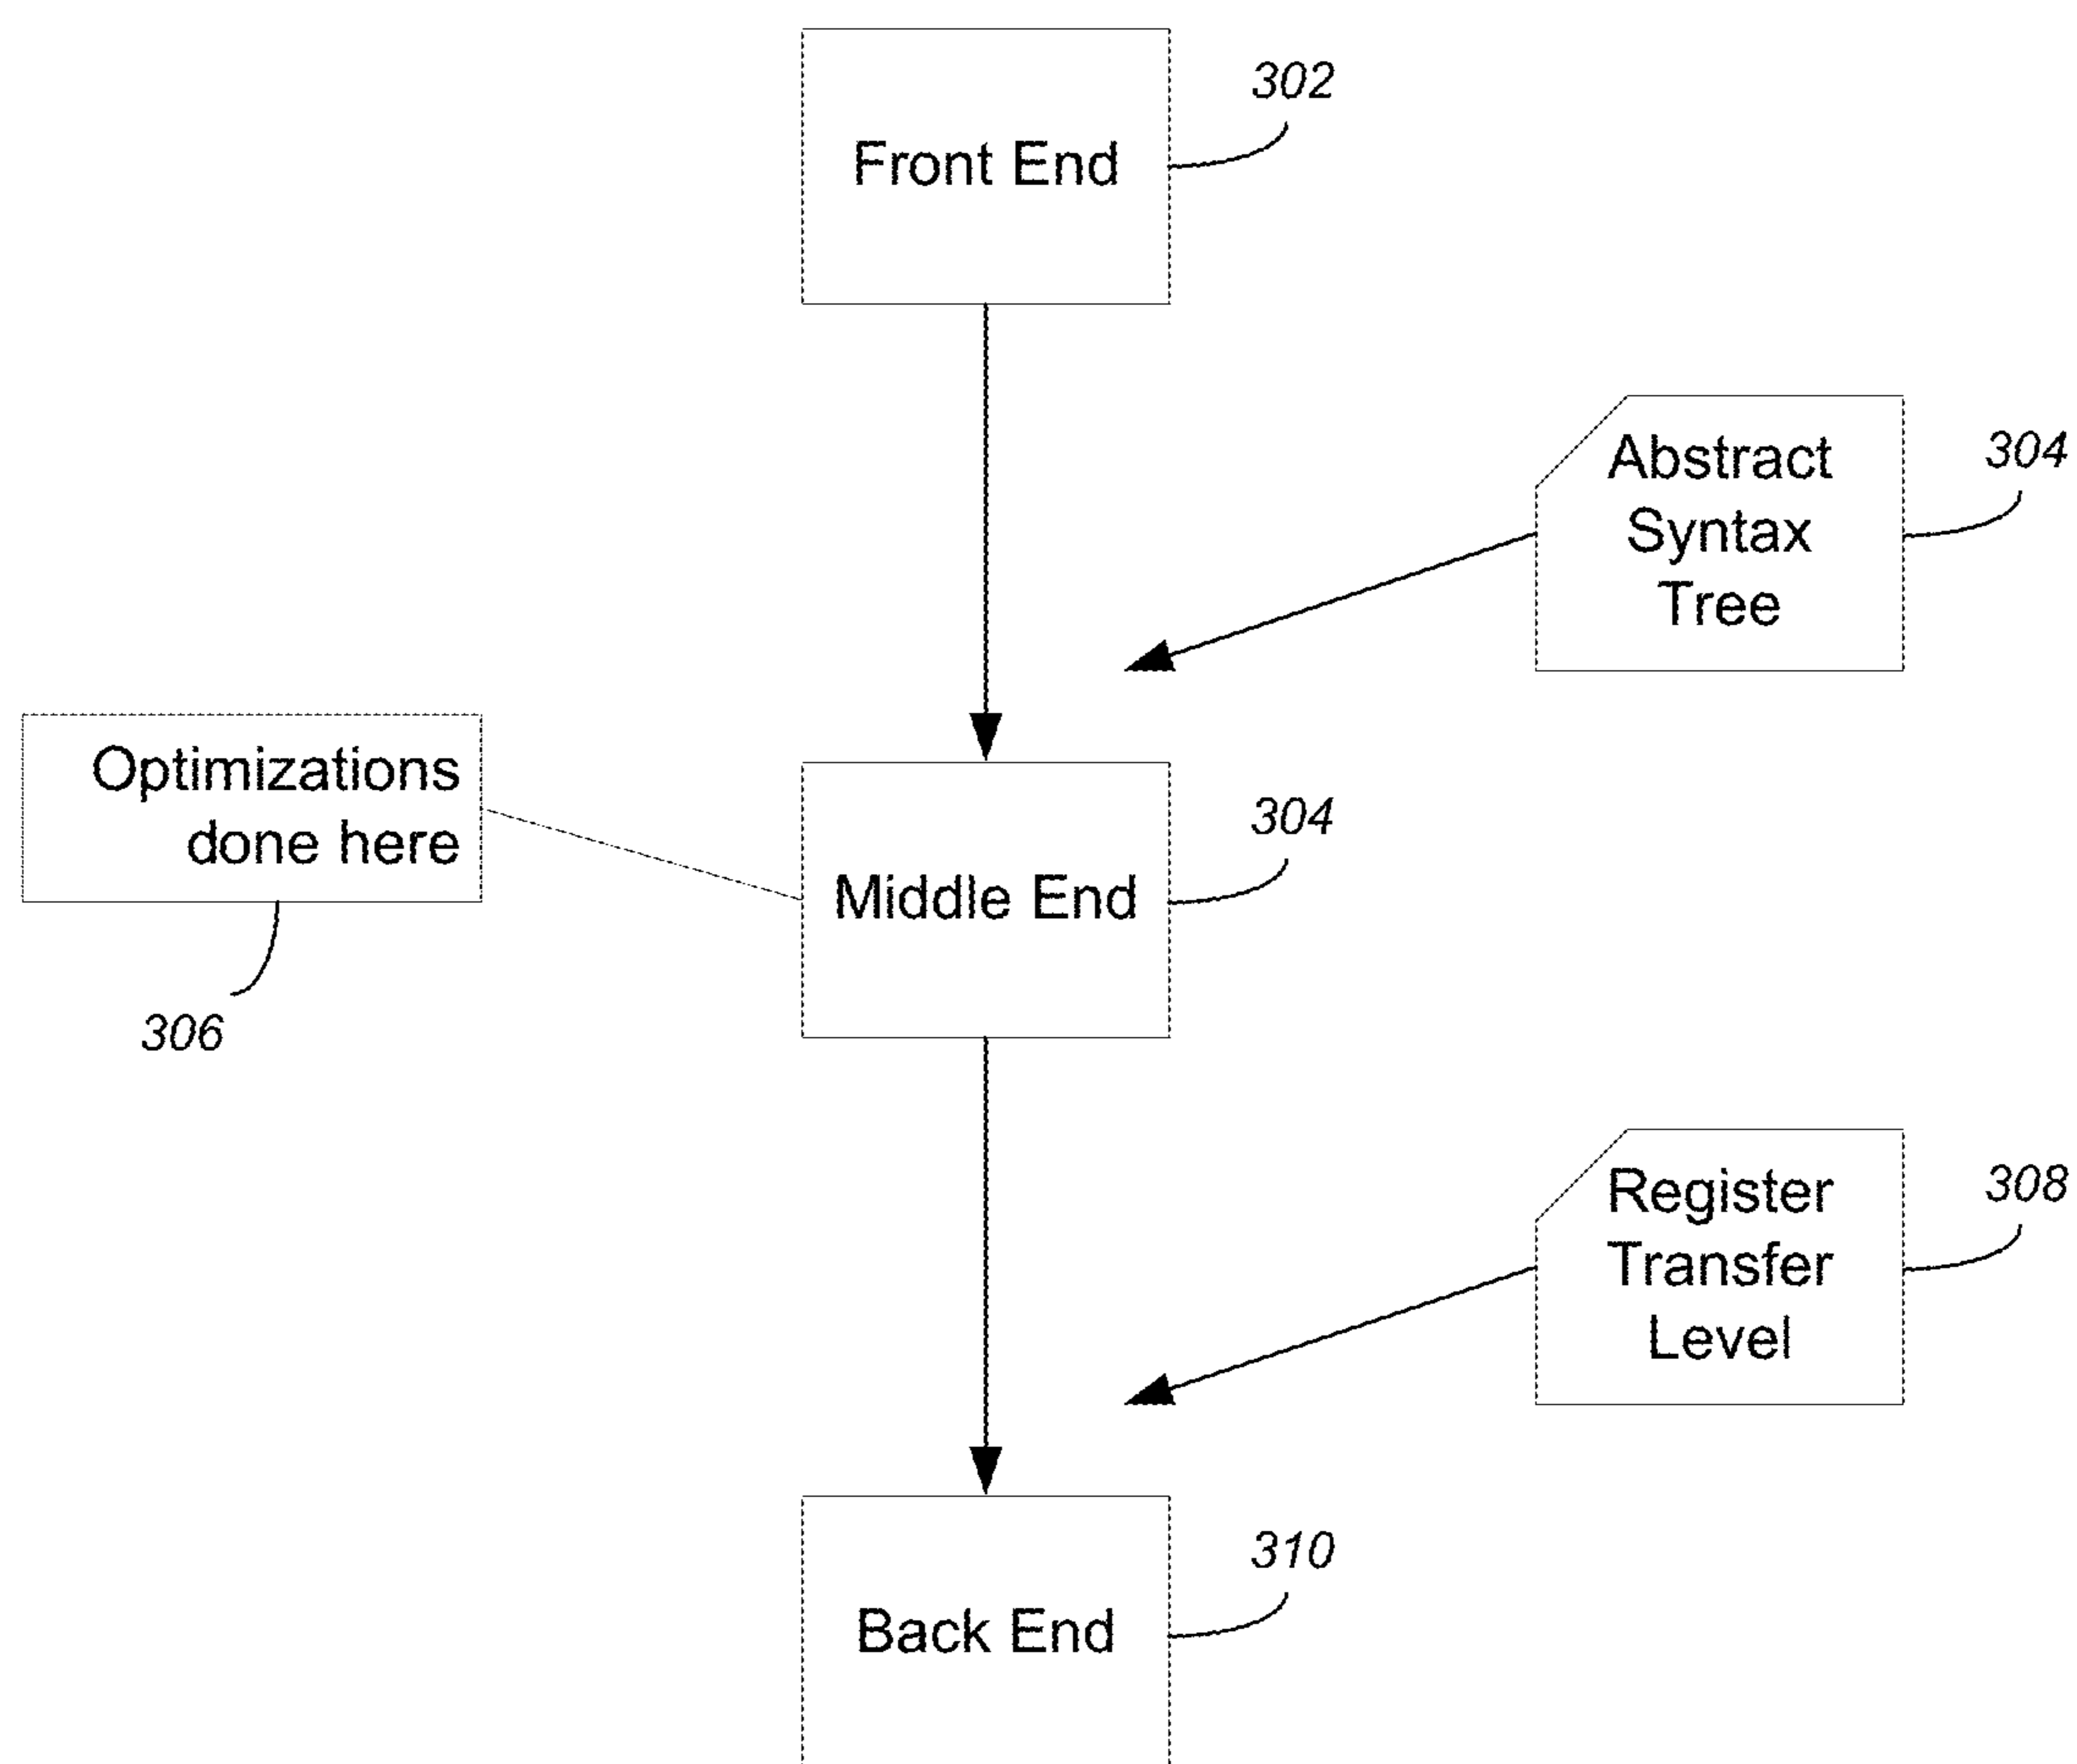 302
Front End
304
Abstract
Syntax
Tree
Optimizations
done here
306
304
Middle End
308
Register
Transfer
Level
310
Back End